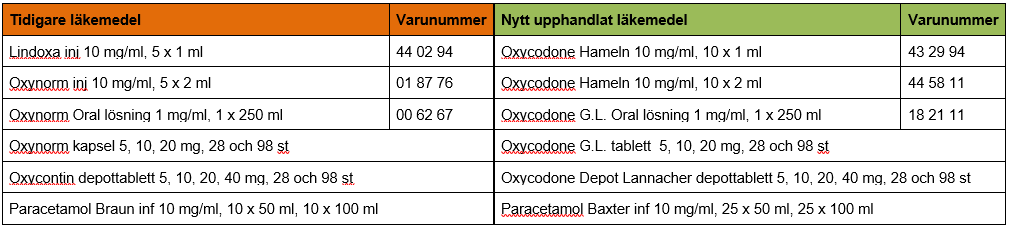 Tidigare läkemedel Varunummer Nytt upphandlat läkemedel Varunummer
Lindoxa inj 10 mg/ml, 5 x 1 ml 44 02 94 Oxycodone Hameln 10 mg/ml, 10 x 1 ml 43 29 94
Oxynorm inj 10 mg/ml, 5 x 2 ml 01 87 76 Oxycodone Hameln 10 mg/ml, 10 x 2 ml 44 58 11
Oxynorm Oral lösning 1 mg/ml, 1 x 250 ml 00 62 67 Oxycodone G.L. Oral lösning 1 mg/ml, 1 x 250 ml 18 21 11
Oxynorm kapsel 5, 10, 20 mg, 28 och 98 st Oxycodone G.L. tablett 5, 10, 20 mg, 28 och 98 st
Oxycontin depottablett 5, 10, 20, 40 mg, 28 och 98 st Oxycodone Depot Lannacher depottablett 5, 10, 20, 40 mg, 28 och 98 st
Paracetamol Braun inf 10 mg/ml, 10 x 50 ml, 10 x 100 ml Paracetamol Baxter inf 10 mg/ml, 25 x 50 ml, 25 x 100 ml